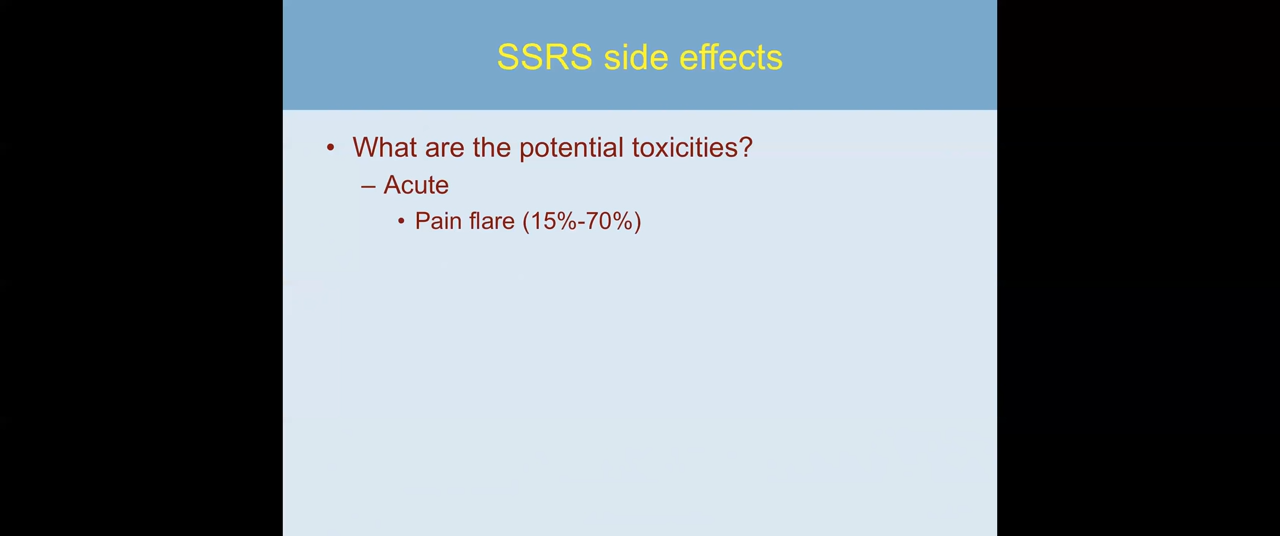 SSRS side effects
• What are the potential toxicities?
– Acute
• Pain flare (15%-70%)